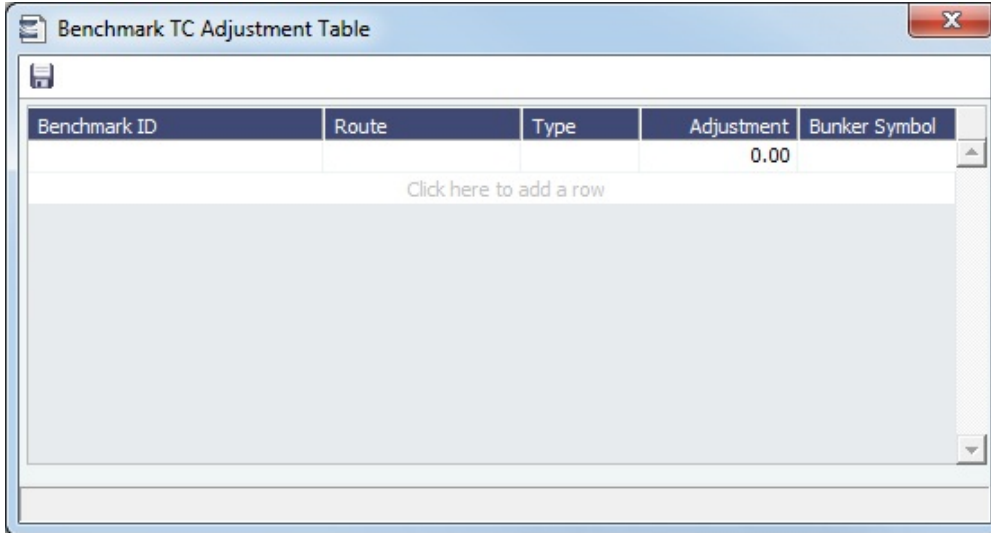 Benchmark TC Adjustment Table
Benchmark ID Route Type Adjustment Bunker Symbol
0.00
Click here to add a row